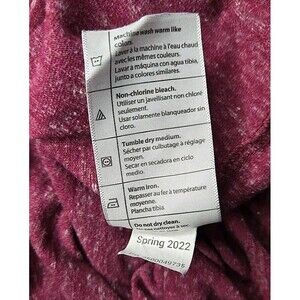 Machine wash warm like
colors.
Laver à la machine à l'eau chaude
avec les mêmes couleurs.
Lavar a máquina con agua tibia,
junto a colores similares.
Non-chlorine bleach.
Utiliser un javellisant non chloré
seulement.
Usar solamente blanqueador sin
cloro.
Tumble dry medium.
Sécher par culbutage à réglage
moyen.
Secar en secadora en ciclo
medio.
Warm iron.
Repasser au fer à température
moyenne.
Plancha tibia.
Do not dry clean.
nettoyer à sec.
Spring 2022